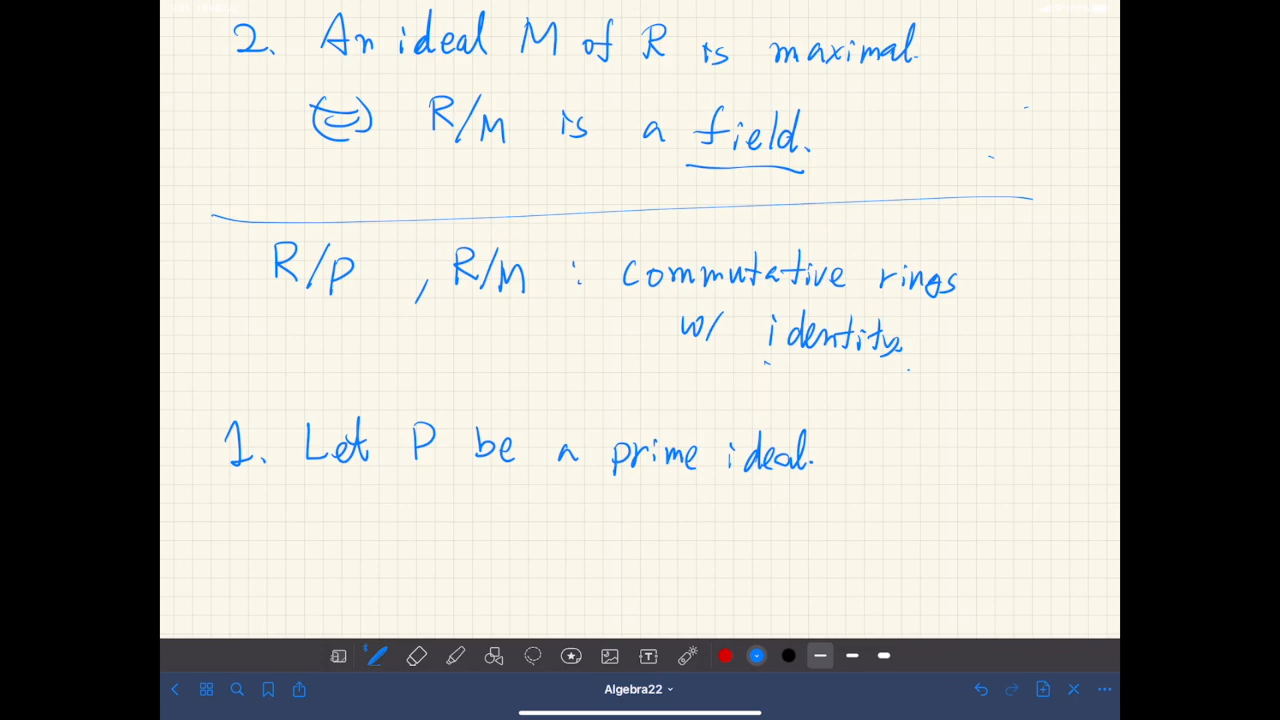 2. An ideal M of R is maximal.
⇔ R/M is a field.
R/P , R/M : commutative rings
w/ identity.
1. Let P be a prime ideal.
Algebra22